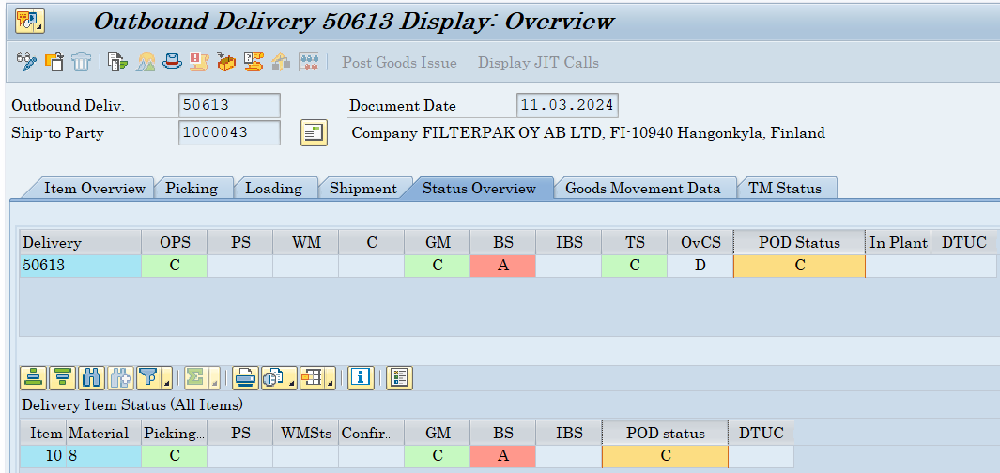 Outbound Delivery 50613 Display: Overview
Post Goods Issue Display JIT Calls
Outbound Deliv. 50613 Document Date 11.03.2024
Ship-to Party 1000043 Company FILTERPAK OY AB LTD, FI-10940 Hangonkylä, Finland
Item Overview Picking Loading Shipment Status Overview Goods Movement Data TM Status
Delivery OPS PS WM C GM BS IBS TS OvCS POD Status In Plant DTUC
50613 C C A C D C
Delivery Item Status (All Items)
Item Material Picking... PS WMSts Confir... GM BS IBS POD status DTUC
10 8 C C A C